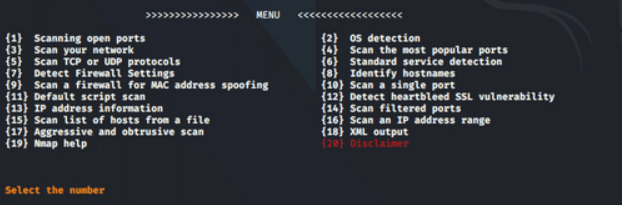 >>>>>>>>>>>>>>>> MENU <<<<<<<<<<<<<<<<<<
{1} Scanning open ports {2} OS detection
{3} Scan your network {4} Scan the most popular ports
{5} Scan TCP or UDP protocols {6} Standard service detection
{7} Detect Firewall Settings {8} Identify hostnames
{9} Scan a firewall for MAC address spoofing {10} Scan a single port
{11} Default script scan {12} Detect heartbleed SSL vulnerability
{13} IP address information {14} Scan filtered ports
{15} Scan list of hosts from a file {16} Scan an IP address range
{17} Aggressive and obtrusive scan {18} XML output
{19} Nmap help {20} Disclaimer
Select the number